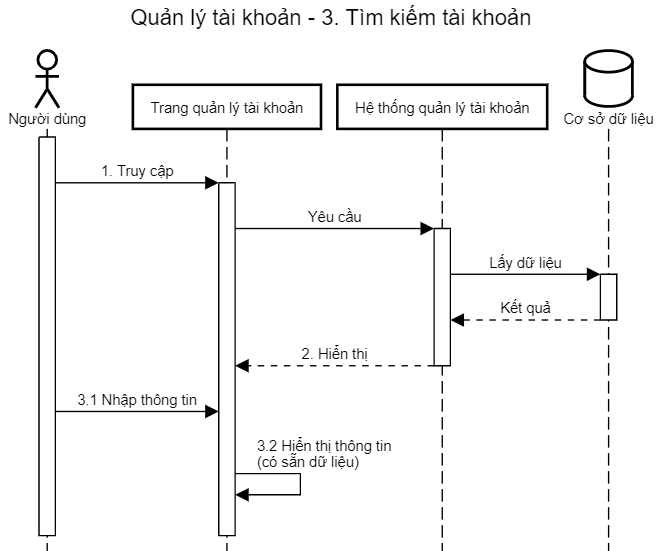 Quản lý tài khoản - 3. Tìm kiếm tài khoản
Người dùng
Trang quản lý tài khoản
Hệ thống quản lý tài khoản
Cơ sở dữ liệu
1. Truy cập
Yêu cầu
Lấy dữ liệu
Kết quả
2. Hiển thị
3.1 Nhập thông tin
3.2 Hiển thị thông tin
(có sẵn dữ liệu)